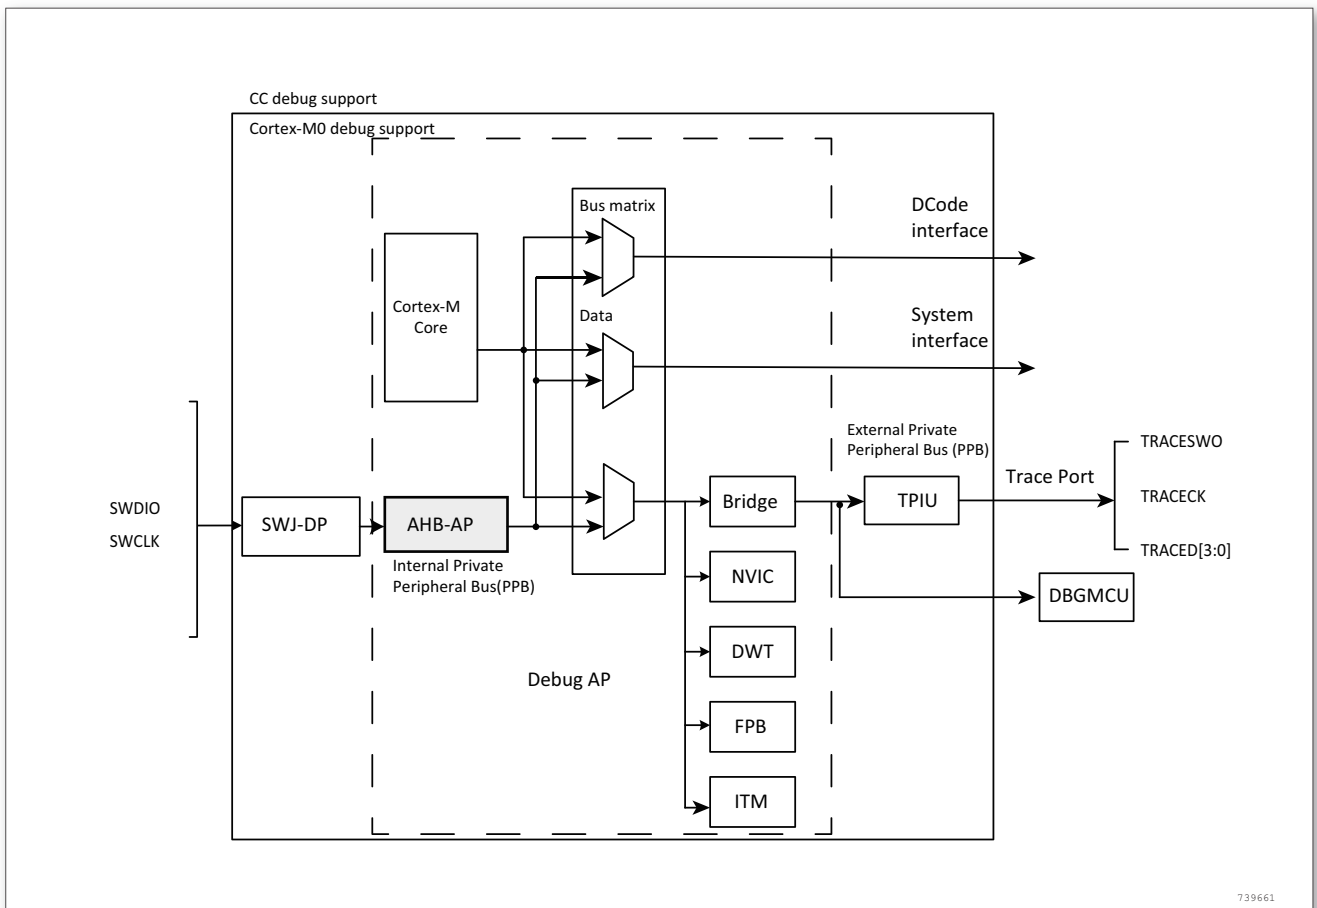 CC debug support
Cortex-M0 debug support
Bus matrix
DCode
interface
Cortex-M
Core
Data
System
interface
External Private
Peripheral Bus (PPB)
TRACESWO
Trace Port
SWDIO
SWCLK
SWJ-DP
AHB-AP
Bridge
TPIU
TRACECK
TRACED[3:0]
Internal Private
Peripheral Bus(PPB)
NVIC
DBGMCU
DWT
Debug AP
FPB
ITM
739661